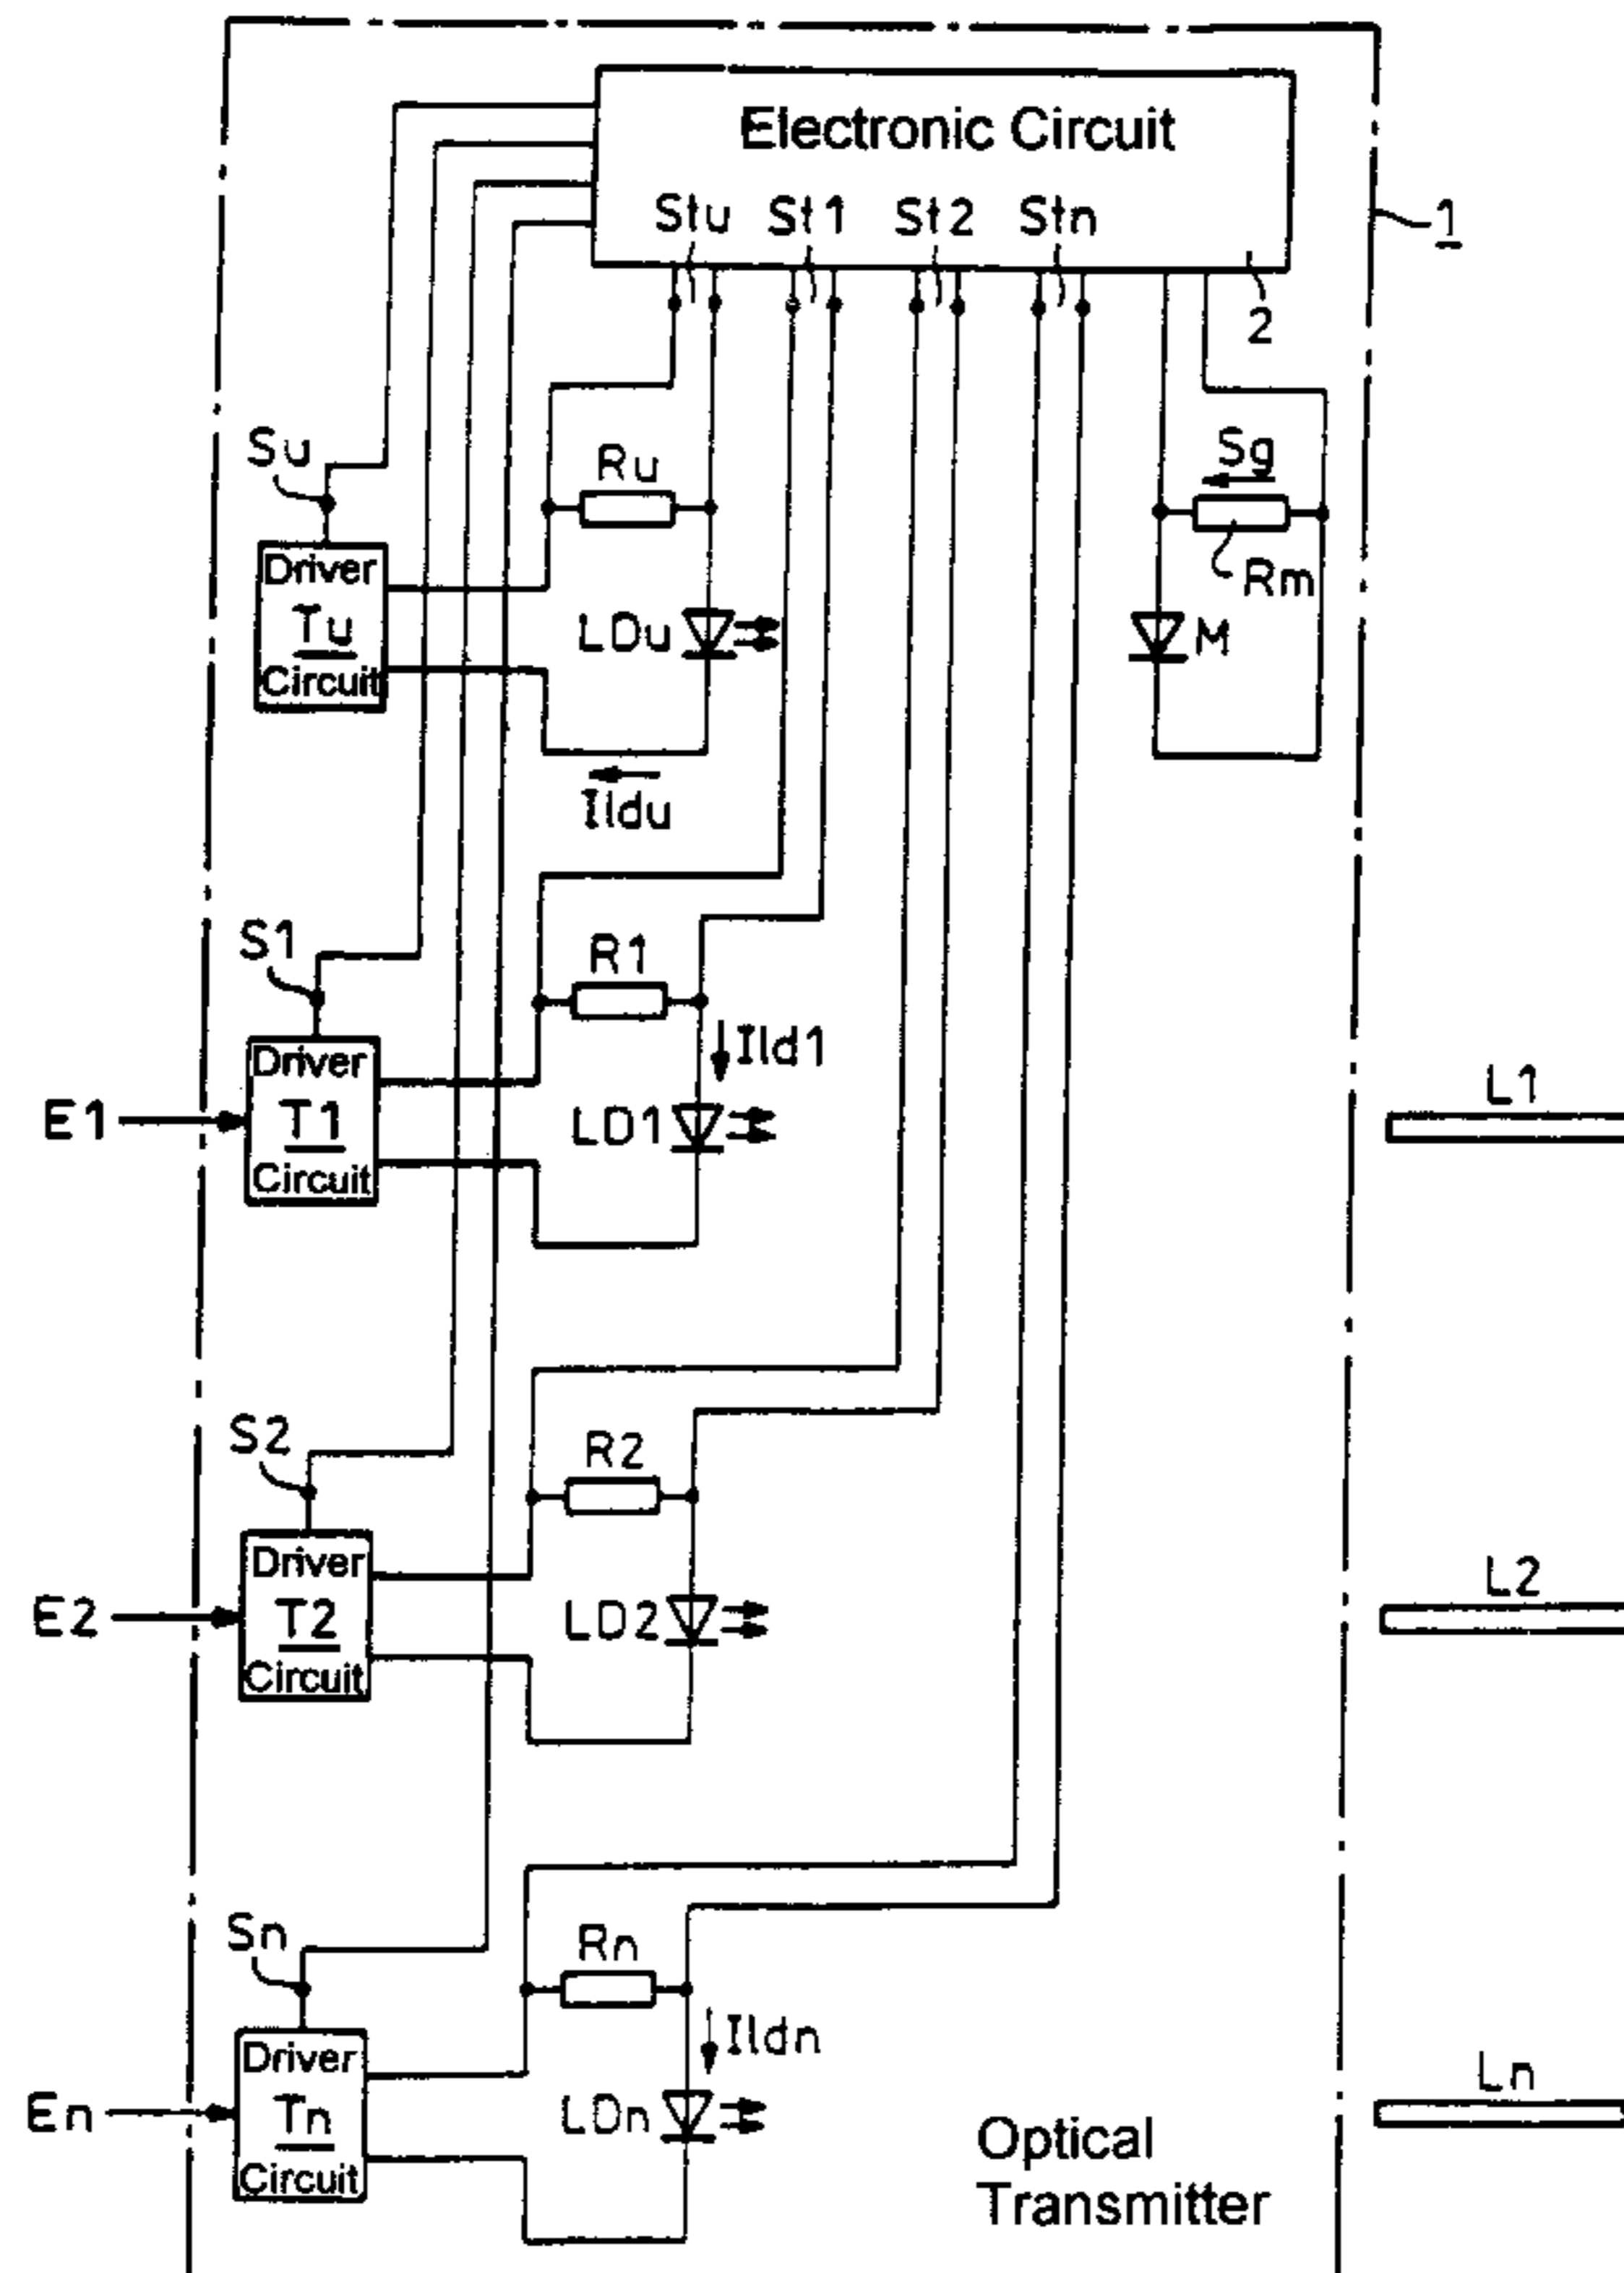 Electronic Circuit
Stu St1 St2 Stn
1
2
Su
Ru
Sg
Rm
Driver
Tu
Circuit
LDu
M
Ildu
S1
R1
Ild1
Driver
T1
Circuit
E1
LD1
L1
S2
R2
Driver
T2
Circuit
E2
LD2
L2
Sn
Rn
Ildn
Driver
Tn
Circuit
En
LDn
Ln
Optical
Transmitter